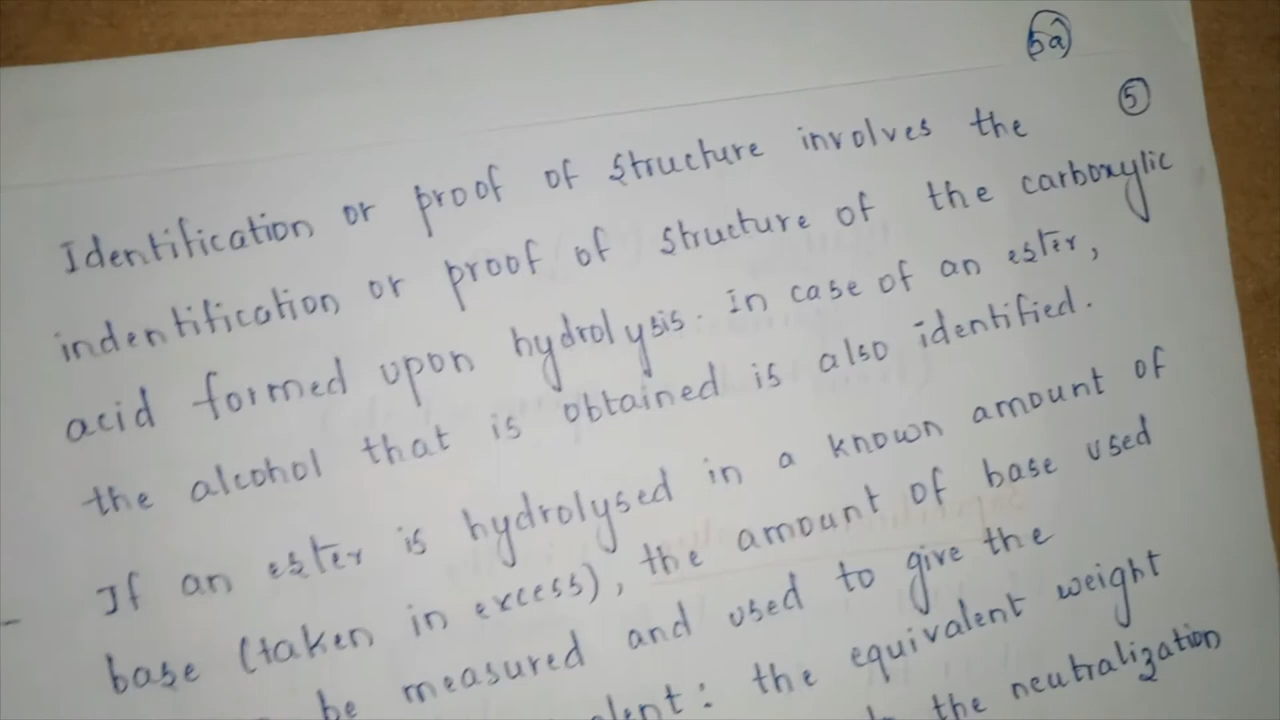 5a
5
Identification or proof of structure involves the
indentification or proof of structure of the carboxylic
acid formed upon hydrolysis. In case of an ester,
the alcohol that is obtained is also identified.
If an ester is hydrolysed in a known amount of
base (taken in excess), the amount of base used
be measured and used to give the
: the equivalent weight
the neutralization